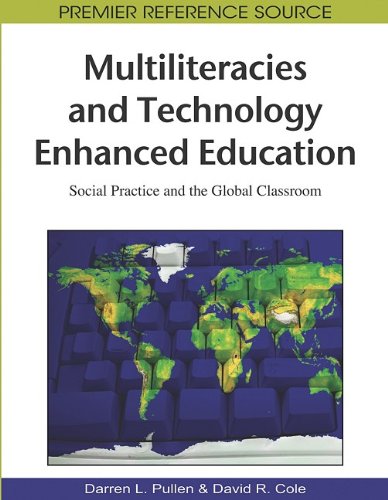 PREMIER REFERENCE SOURCE
Multiliteracies
and Technology
Enhanced Education
Social Practice and the Global Classroom
Darren L. Pullen & David R. Cole